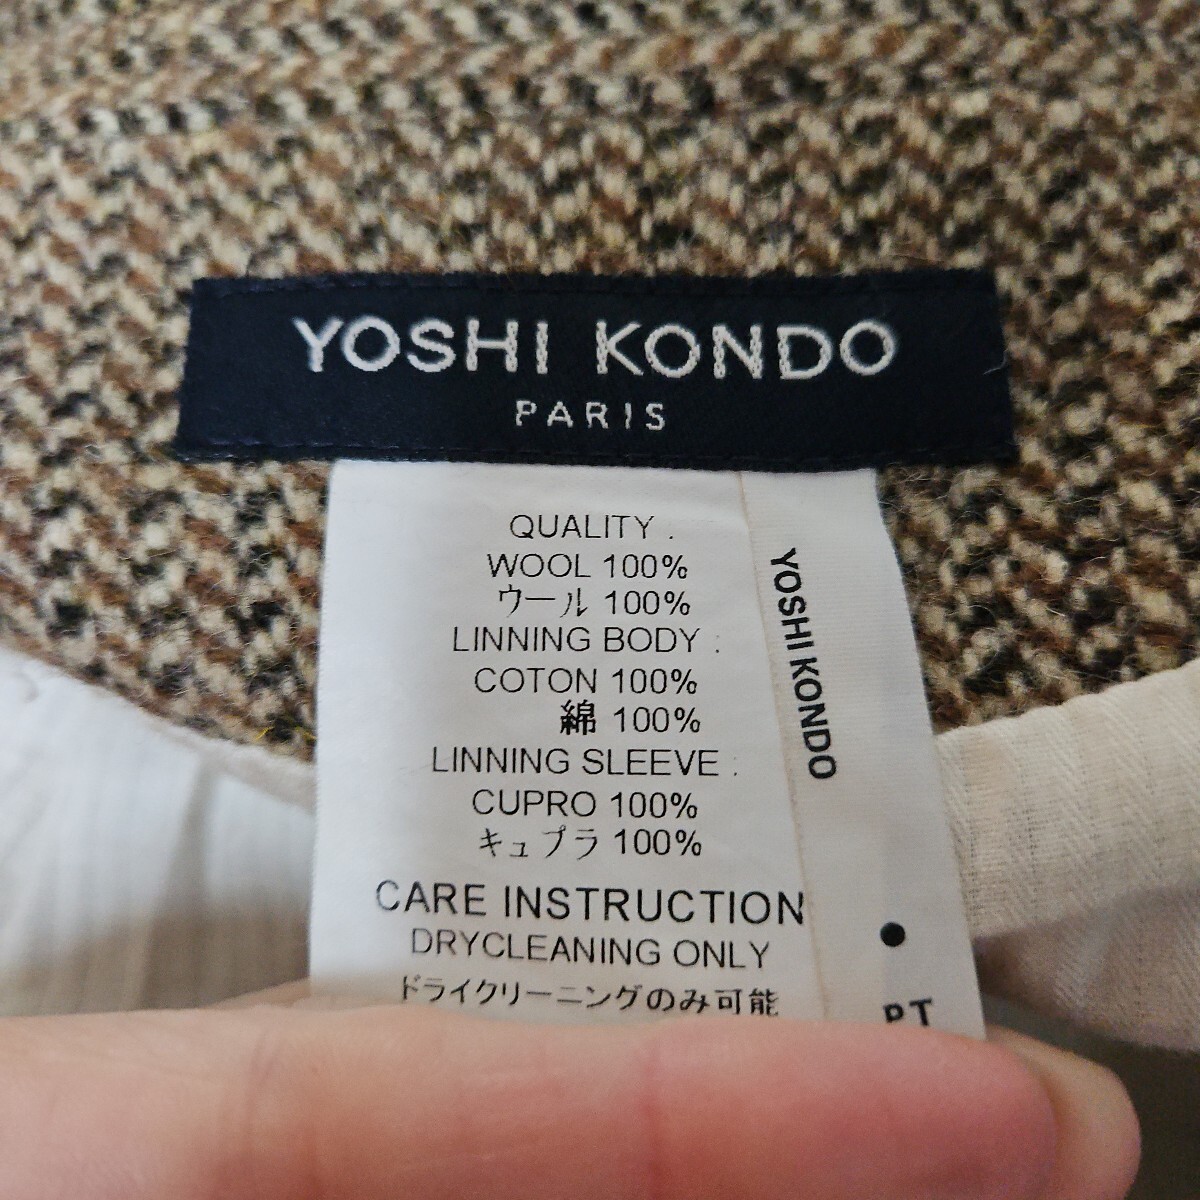 YOSHI KONDO
PARIS
QUALITY :
WOOL 100%
ウール 100%
LINNING BODY :
COTON 100%
綿 100%
LINNING SLEEVE :
CUPRO 100%
キュプラ 100%
CARE INSTRUCTION
DRYCLEANING ONLY
ドライクリーニングのみ可能
YOSHI KONDO
PT